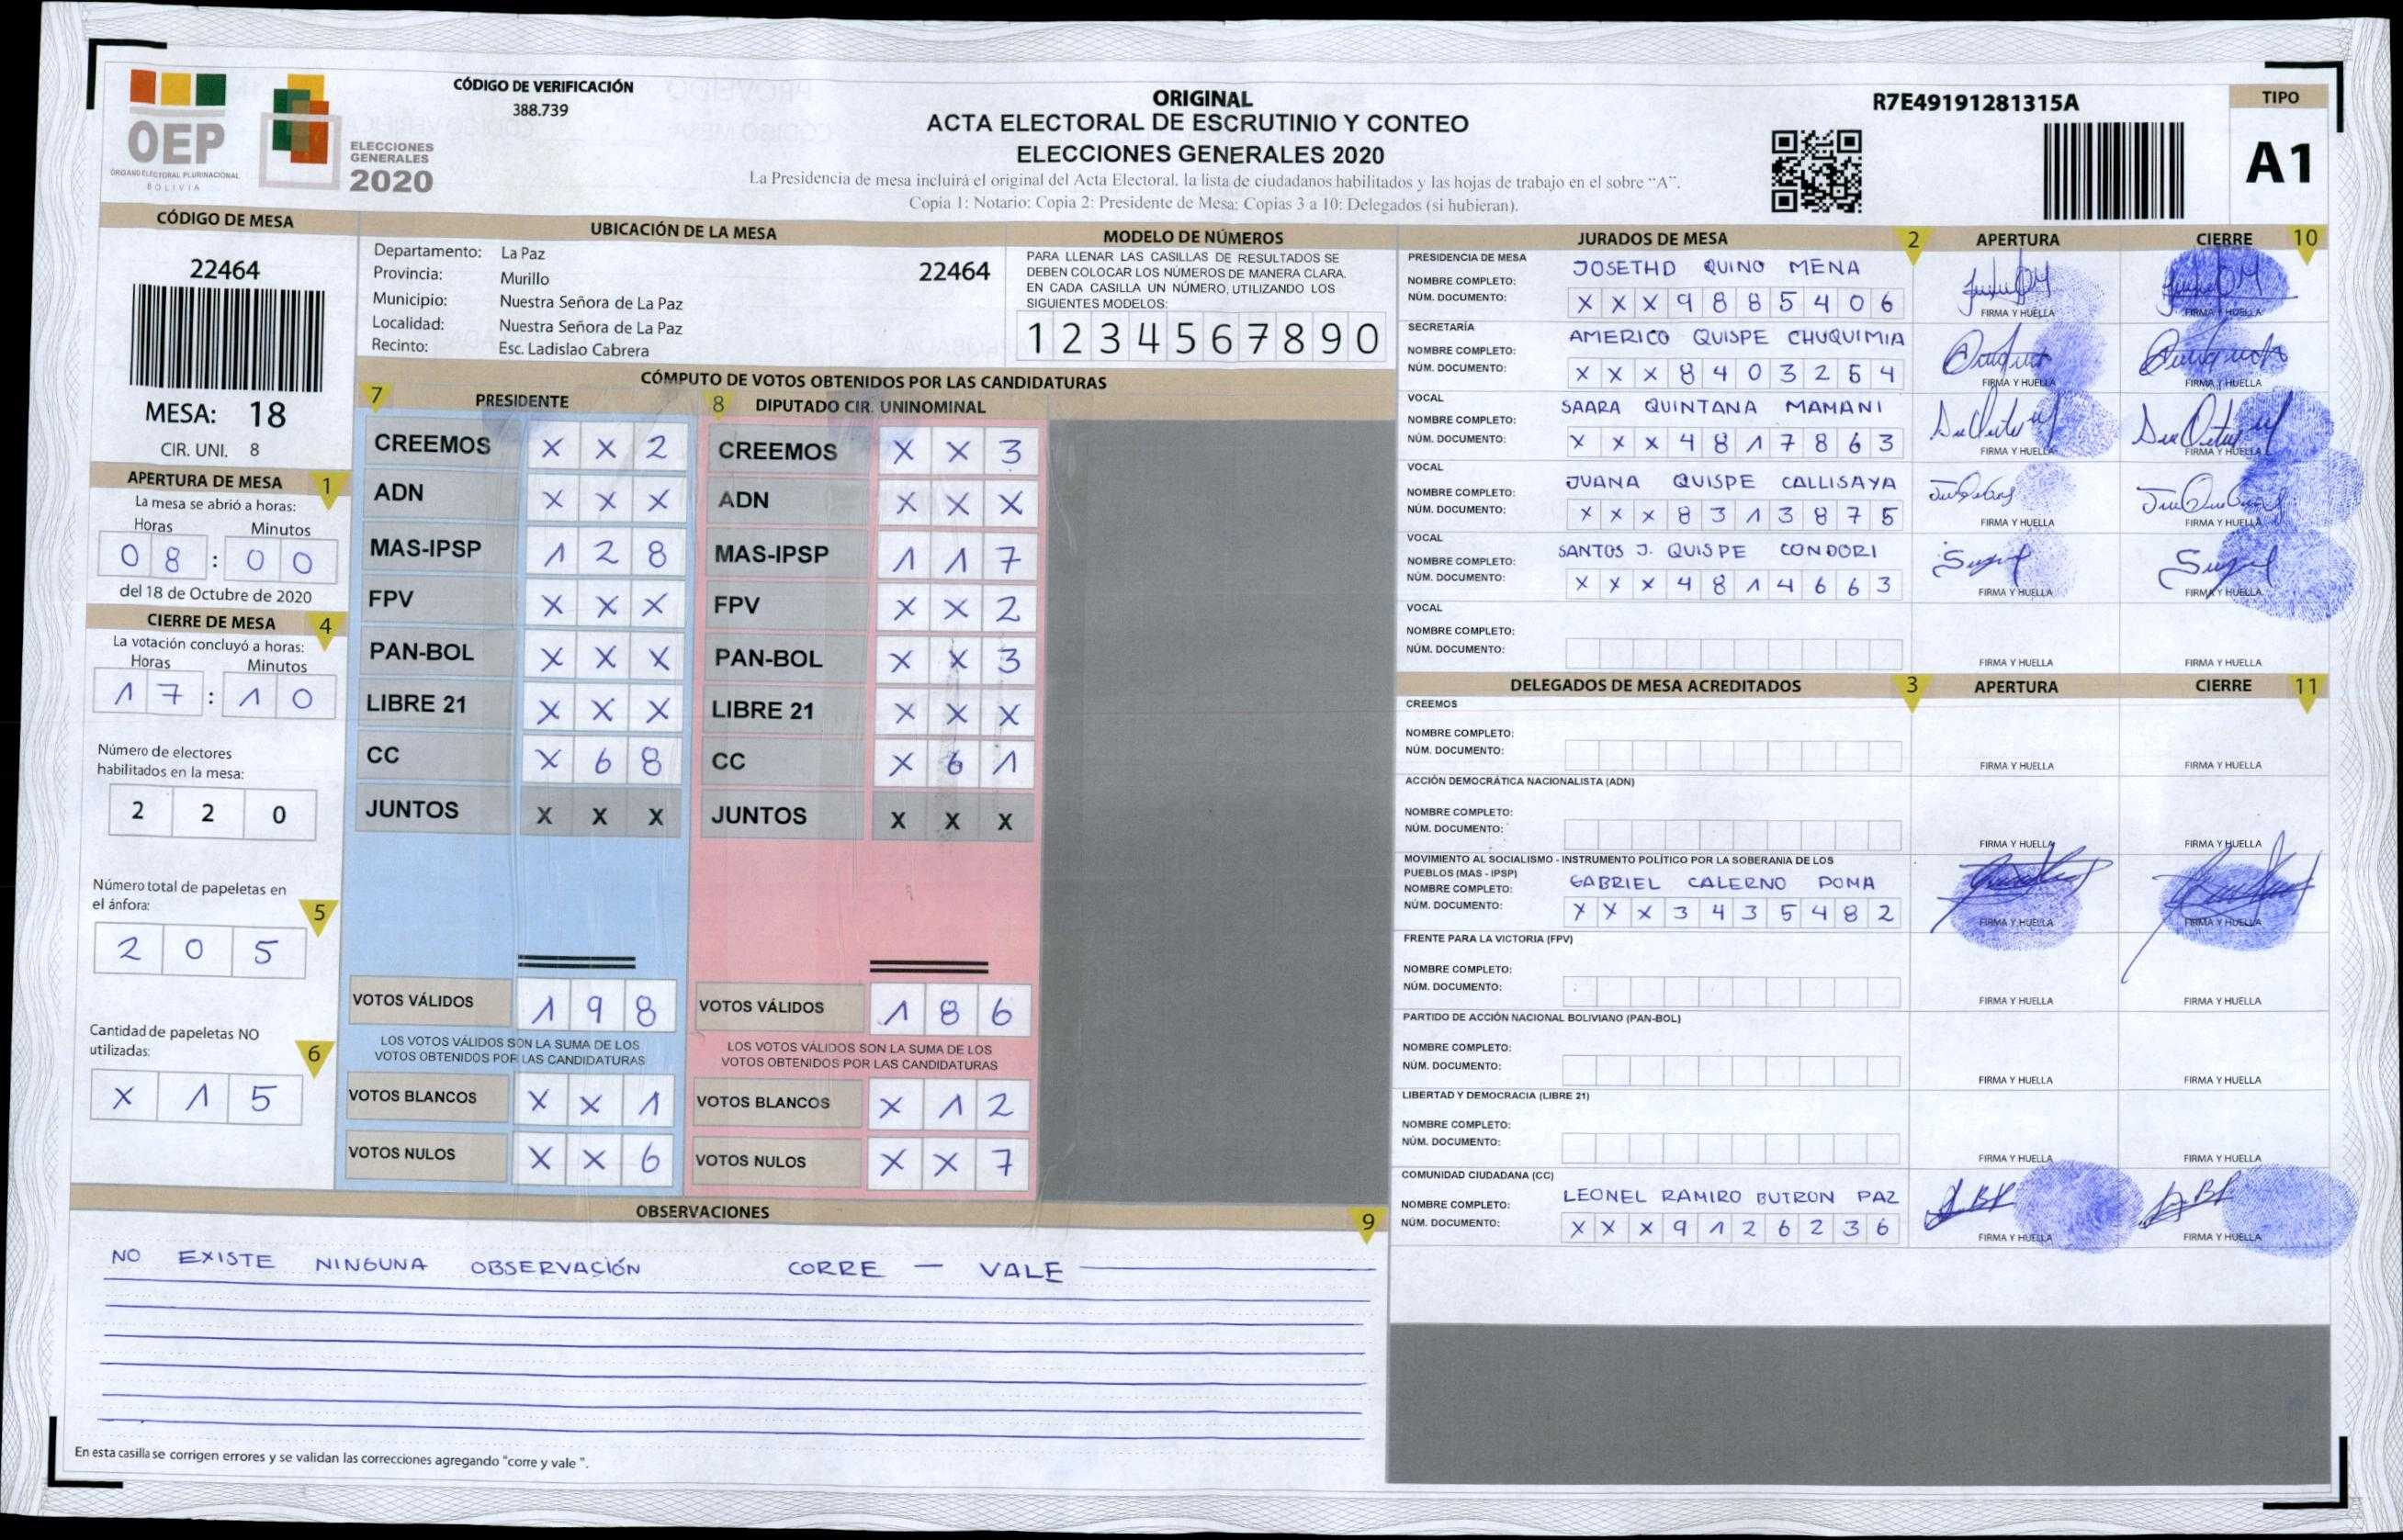 OEP
ÓRGANO ELECTORAL PLURINACIONAL
BOLIVIA
ELECCIONES
GENERALES
2020
CÓDIGO DE VERIFICACIÓN
388.739
ORIGINAL
ACTA ELECTORAL DE ESCRUTINIO Y CONTEO
ELECCIONES GENERALES 2020
La Presidencia de mesa incluirá el original del Acta Electoral, la lista de ciudadanos habilitados y las hojas de trabajo en el sobre "A".
Copia 1: Notario; Copia 2: Presidente de Mesa; Copias 3 a 10: Delegados (si hubieran).
R7E49191281315A
TIPO
A1
CÓDIGO DE MESA
22464
MESA: 18
CIR. UNI. 8
APERTURA DE MESA 1
La mesa se abrió a horas:
Horas Minutos
08 : 00
del 18 de Octubre de 2020
CIERRE DE MESA 4
La votación concluyó a horas:
Horas Minutos
17 : 10
Número de electores
habilitados en la mesa:
2 2 0
Número total de papeletas en
el ánfora: 5
2 0 5
Cantidad de papeletas NO
utilizadas: 6
X 1 5
UBICACIÓN DE LA MESA
Departamento: La Paz
22464
Provincia: Murillo
Municipio: Nuestra Señora de La Paz
Localidad: Nuestra Señora de La Paz
Recinto: Esc. Ladislao Cabrera
MODELO DE NÚMEROS
PARA LLENAR LAS CASILLAS DE RESULTADOS SE
DEBEN COLOCAR LOS NÚMEROS DE MANERA CLARA.
EN CADA CASILLA UN NÚMERO, UTILIZANDO LOS
SIGUIENTES MODELOS:
1 2 3 4 5 6 7 8 9 0
CÓMPUTO DE VOTOS OBTENIDOS POR LAS CANDIDATURAS
7 PRESIDENTE
CREEMOS X X 2
ADN X X X
MAS-IPSP 1 2 8
FPV X X X
PAN-BOL X X X
LIBRE 21 X X X
CC X 6 8
JUNTOS X X X
VOTOS VÁLIDOS 1 9 8
LOS VOTOS VÁLIDOS SON LA SUMA DE LOS
VOTOS OBTENIDOS POR LAS CANDIDATURAS
VOTOS BLANCOS X X 1
VOTOS NULOS X X 6
8 DIPUTADO CIR. UNINOMINAL
CREEMOS X X 3
ADN X X X
MAS-IPSP 1 1 7
FPV X X 2
PAN-BOL X X 3
LIBRE 21 X X X
CC X 6 1
JUNTOS X X X
VOTOS VÁLIDOS 1 8 6
LOS VOTOS VÁLIDOS SON LA SUMA DE LOS
VOTOS OBTENIDOS POR LAS CANDIDATURAS
VOTOS BLANCOS X 1 2
VOTOS NULOS X X 7
OBSERVACIONES 9
NO EXISTE NINGUNA OBSERVACIÓN CORRE — VALE
En esta casilla se corrigen errores y se validan las correcciones agregando "corre y vale ".
JURADOS DE MESA 2 APERTURA CIERRE 10
PRESIDENCIA DE MESA
NOMBRE COMPLETO: JOSETHD QUINO MENA
NÚM. DOCUMENTO: X X X 9 8 8 5 4 0 6
FIRMA Y HUELLA FIRMA Y HUELLA
SECRETARÍA
NOMBRE COMPLETO: AMERICO QUISPE CHUQUIMIA
NÚM. DOCUMENTO: X X X 8 4 0 3 2 5 4
FIRMA Y HUELLA FIRMA Y HUELLA
VOCAL
NOMBRE COMPLETO: SAARA QUINTANA MAMANI
NÚM. DOCUMENTO: X X X 4 8 1 7 8 6 3
FIRMA Y HUELLA FIRMA Y HUELLA
VOCAL
NOMBRE COMPLETO: JUANA QUISPE CALLISAYA
NÚM. DOCUMENTO: X X X 8 3 1 3 8 7 5
FIRMA Y HUELLA FIRMA Y HUELLA
VOCAL
NOMBRE COMPLETO: SANTOS J. QUISPE CONDORI
NÚM. DOCUMENTO: X X X 4 8 1 4 6 6 3
FIRMA Y HUELLA FIRMA Y HUELLA
VOCAL
NOMBRE COMPLETO:
NÚM. DOCUMENTO:
FIRMA Y HUELLA FIRMA Y HUELLA
DELEGADOS DE MESA ACREDITADOS 3 APERTURA CIERRE 11
CREEMOS
NOMBRE COMPLETO:
NÚM. DOCUMENTO:
FIRMA Y HUELLA FIRMA Y HUELLA
ACCIÓN DEMOCRÁTICA NACIONALISTA (ADN)
NOMBRE COMPLETO:
NÚM. DOCUMENTO:
FIRMA Y HUELLA FIRMA Y HUELLA
MOVIMIENTO AL SOCIALISMO - INSTRUMENTO POLÍTICO POR LA SOBERANIA DE LOS
PUEBLOS (MAS - IPSP)
NOMBRE COMPLETO: GABRIEL CALERNO POMA
NÚM. DOCUMENTO: X X X 3 4 3 5 4 8 2
FIRMA Y HUELLA FIRMA Y HUELLA
FRENTE PARA LA VICTORIA (FPV)
NOMBRE COMPLETO:
NÚM. DOCUMENTO:
FIRMA Y HUELLA FIRMA Y HUELLA
PARTIDO DE ACCIÓN NACIONAL BOLIVIANO (PAN-BOL)
NOMBRE COMPLETO:
NÚM. DOCUMENTO:
FIRMA Y HUELLA FIRMA Y HUELLA
LIBERTAD Y DEMOCRACIA (LIBRE 21)
NOMBRE COMPLETO:
NÚM. DOCUMENTO:
FIRMA Y HUELLA FIRMA Y HUELLA
COMUNIDAD CIUDADANA (CC)
NOMBRE COMPLETO: LEONEL RAMIRO BUTRON PAZ
NÚM. DOCUMENTO: X X X 9 1 2 6 2 3 6
FIRMA Y HUELLA FIRMA Y HUELLA